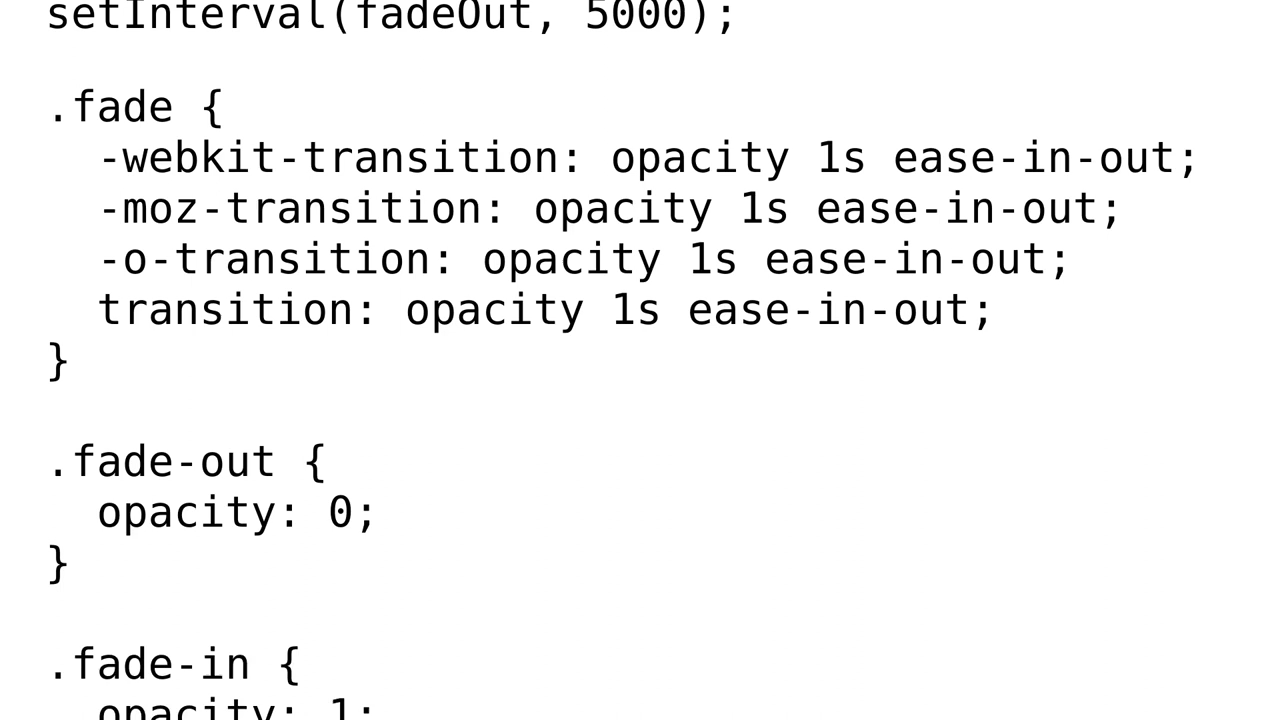 setInterval(fadeOut, 5000);

.fade {
  -webkit-transition: opacity 1s ease-in-out;
  -moz-transition: opacity 1s ease-in-out;
  -o-transition: opacity 1s ease-in-out;
  transition: opacity 1s ease-in-out;
}

.fade-out {
  opacity: 0;
}

.fade-in {
  opacity: 1;